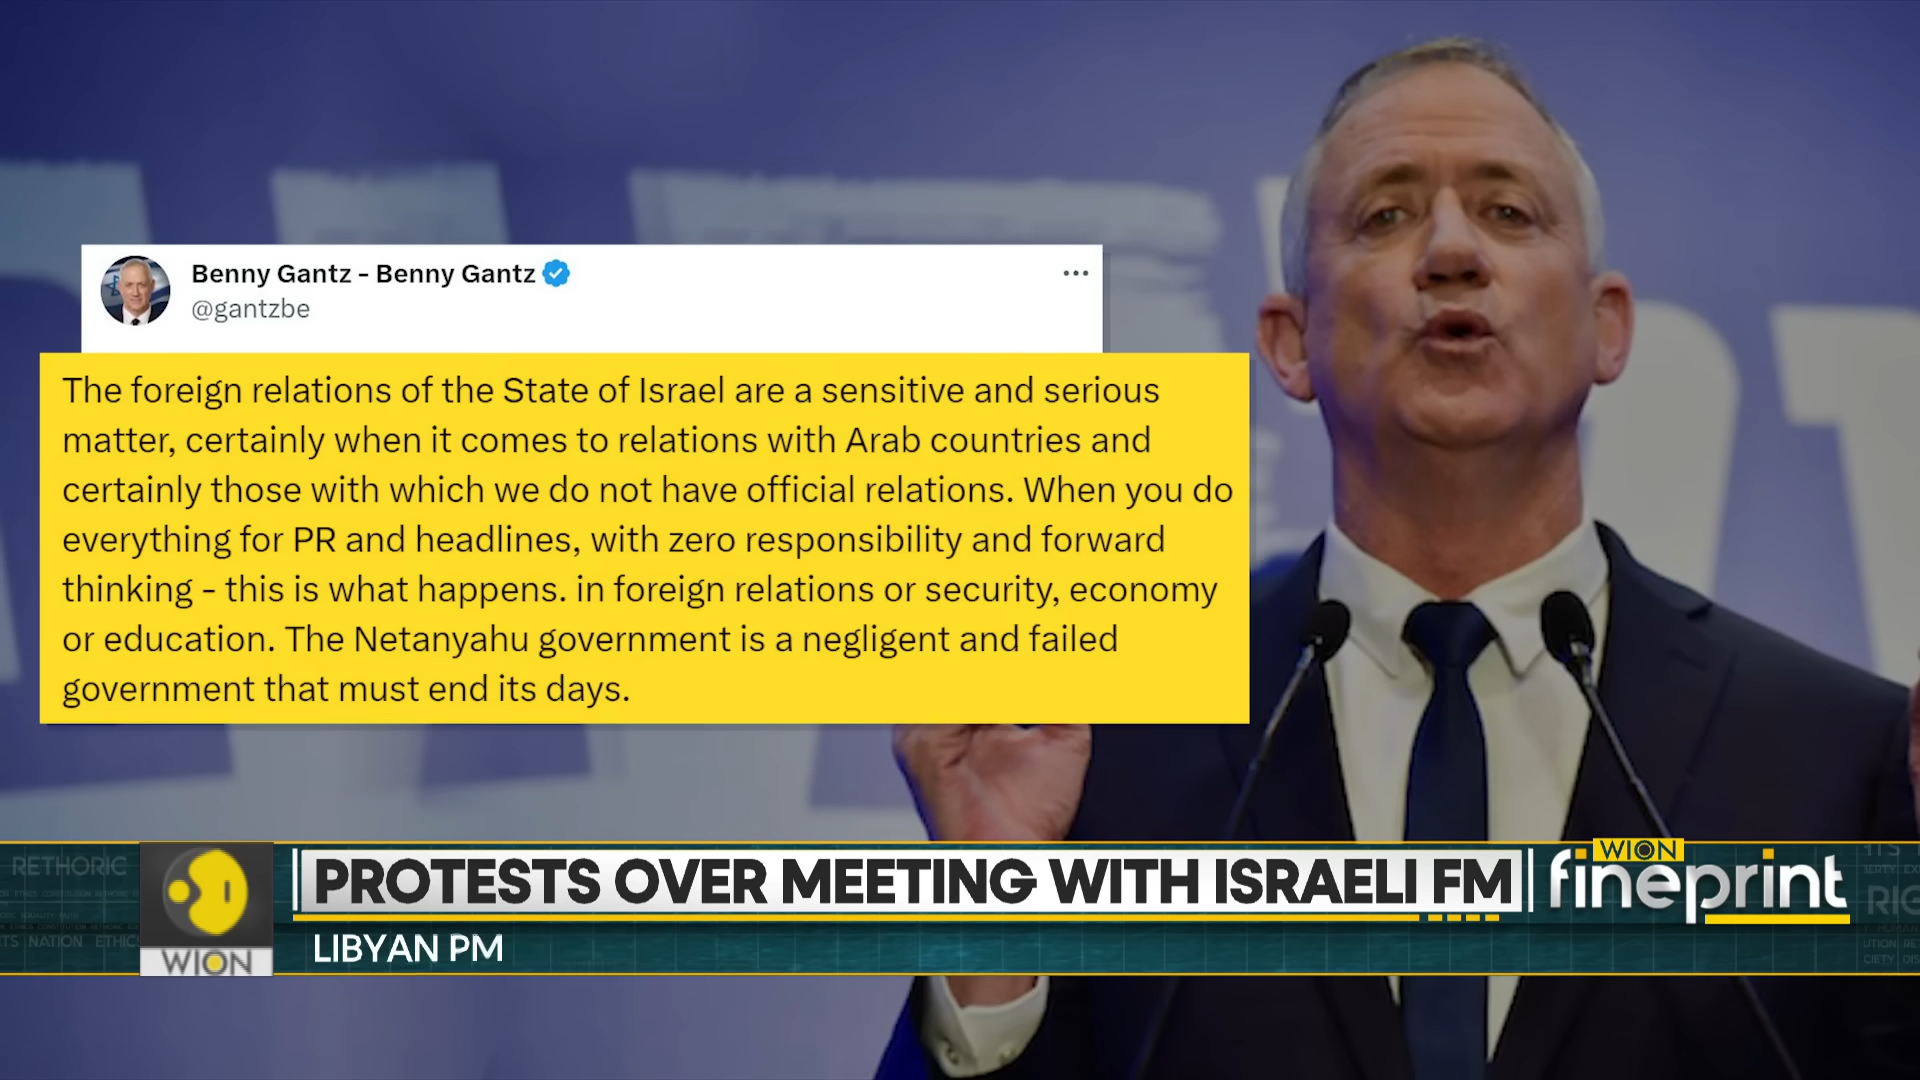 Benny Gantz - Benny Gantz
@gantzbe
The foreign relations of the State of Israel are a sensitive and serious
matter, certainly when it comes to relations with Arab countries and
certainly those with which we do not have official relations. When you do
everything for PR and headlines, with zero responsibility and forward
thinking - this is what happens. in foreign relations or security, economy
or education. The Netanyahu government is a negligent and failed
government that must end its days.
RETHORIC
NATION ETHIC
WION
PROTESTS OVER MEETING WITH ISRAELI FM
LIBYAN PM
WION
fineprint